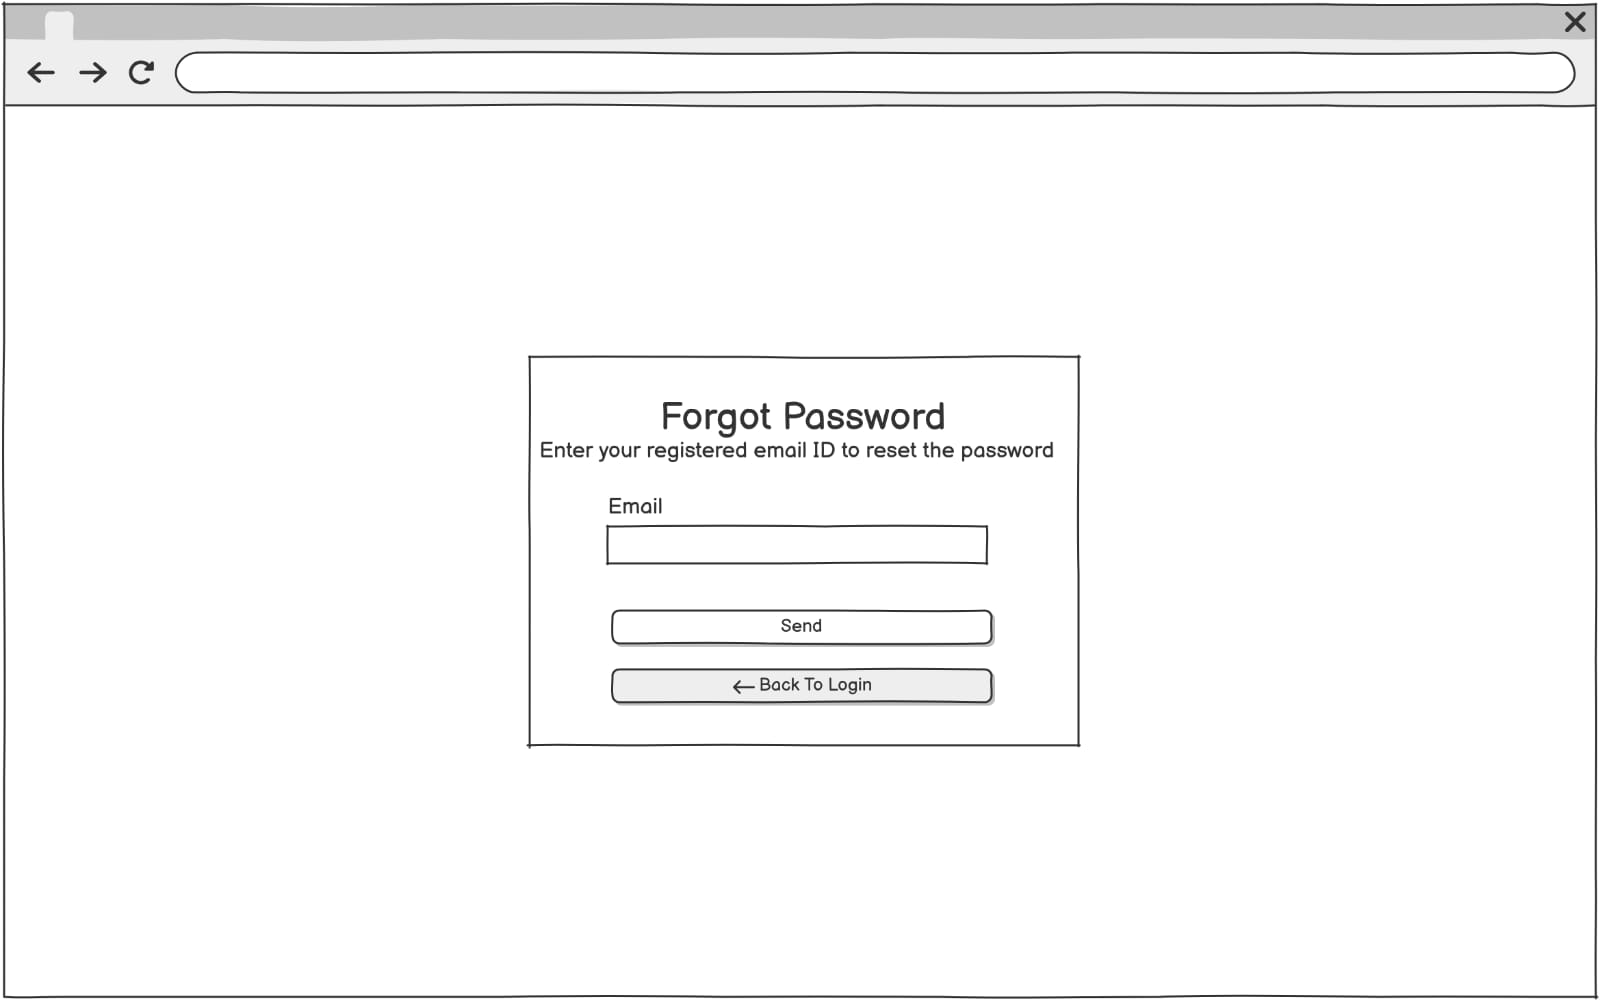 Forgot Password
Enter your registered email ID to reset the password
Email
Send
Back To Login